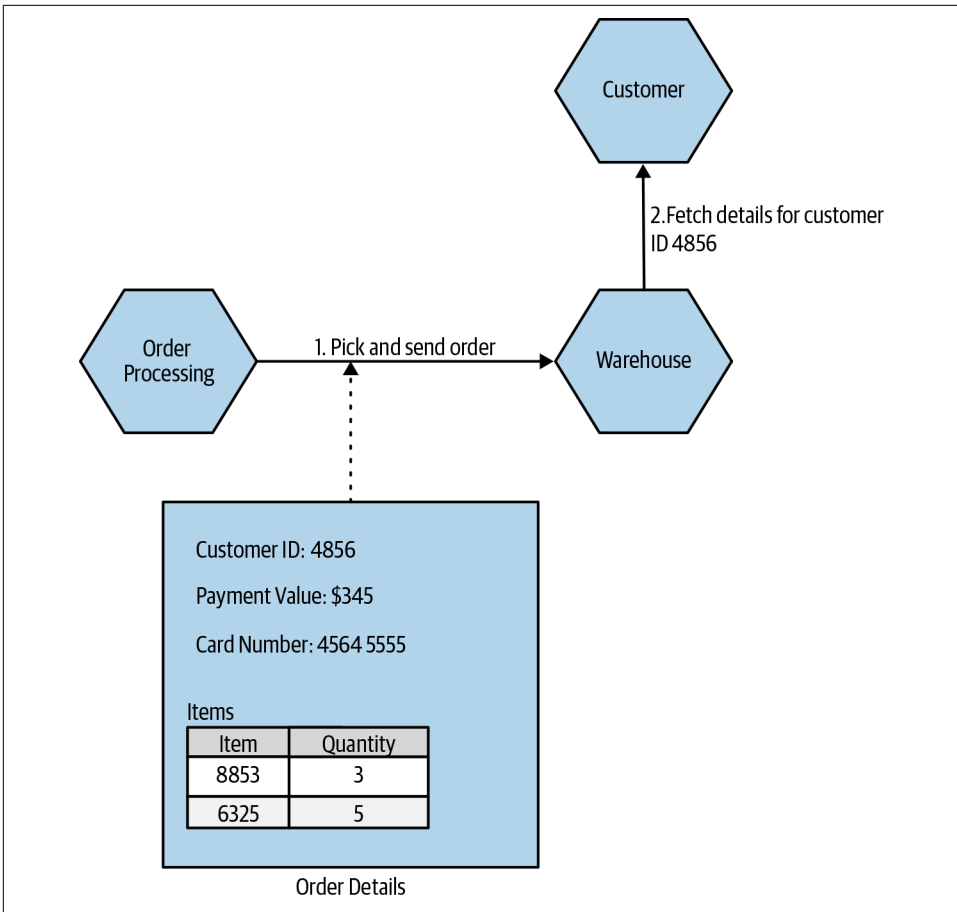 Customer
2.Fetch details for customer
ID 4856
Order
Processing
1. Pick and send order
Warehouse
Customer ID: 4856
Payment Value: $345
Card Number: 4564 5555
Items
Item Quantity
8853 3
6325 5
Order Details